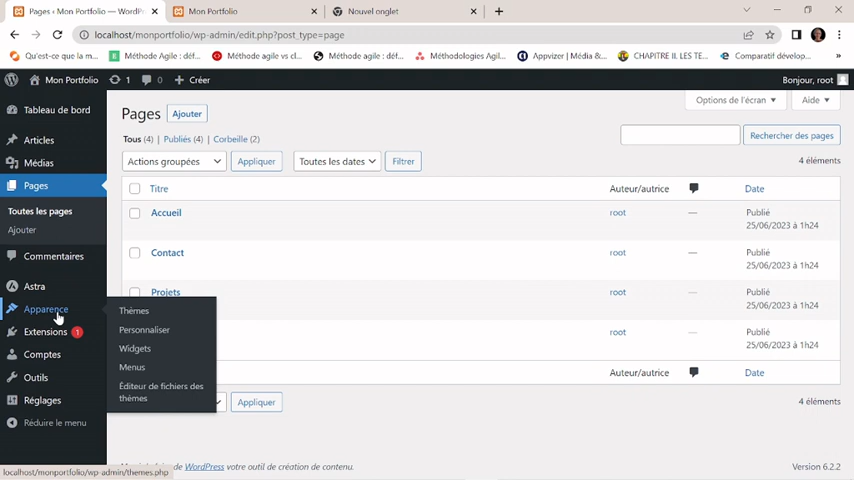 Pages ‹ Mon Portfolio — WordPr
Mon Portfolio
Nouvel onglet
localhost/monportfolio/wp-admin/edit.php?post_type=page
Qu'est-ce que la m...
Méthode Agile : déf...
Méthode agile vs cl...
Méthode Agile : déf...
Méthodologies Agil...
Appvizer | Média &...
CHAPITRE II. LES TE...
Comparatif dévelop...
Mon Portfolio
1
0
Créer
Bonjour, root
Tableau de bord
Articles
Médias
Pages
Toutes les pages
Ajouter
Commentaires
Astra
Apparence
Extensions 1
Comptes
Outils
Réglages
Réduire le menu
Thèmes
Personnaliser
Widgets
Menus
Éditeur de fichiers des
thèmes
Options de l'écran
Aide
Pages
Ajouter
Tous (4) | Publiés (4) | Corbeille (2)
Rechercher des pages
Actions groupées
Appliquer
Toutes les dates
Filtrer
4 éléments
Titre
Auteur/autrice
Date
Accueil
root
—
Publié
25/06/2023 à 1h24
Contact
root
—
Publié
25/06/2023 à 1h24
Projets
root
—
Publié
25/06/2023 à 1h24
root
—
Publié
25/06/2023 à 1h24
Auteur/autrice
Date
Appliquer
4 éléments
de WordPress votre outil de création de contenu.
Version 6.2.2
localhost/monportfolio/wp-admin/themes.php